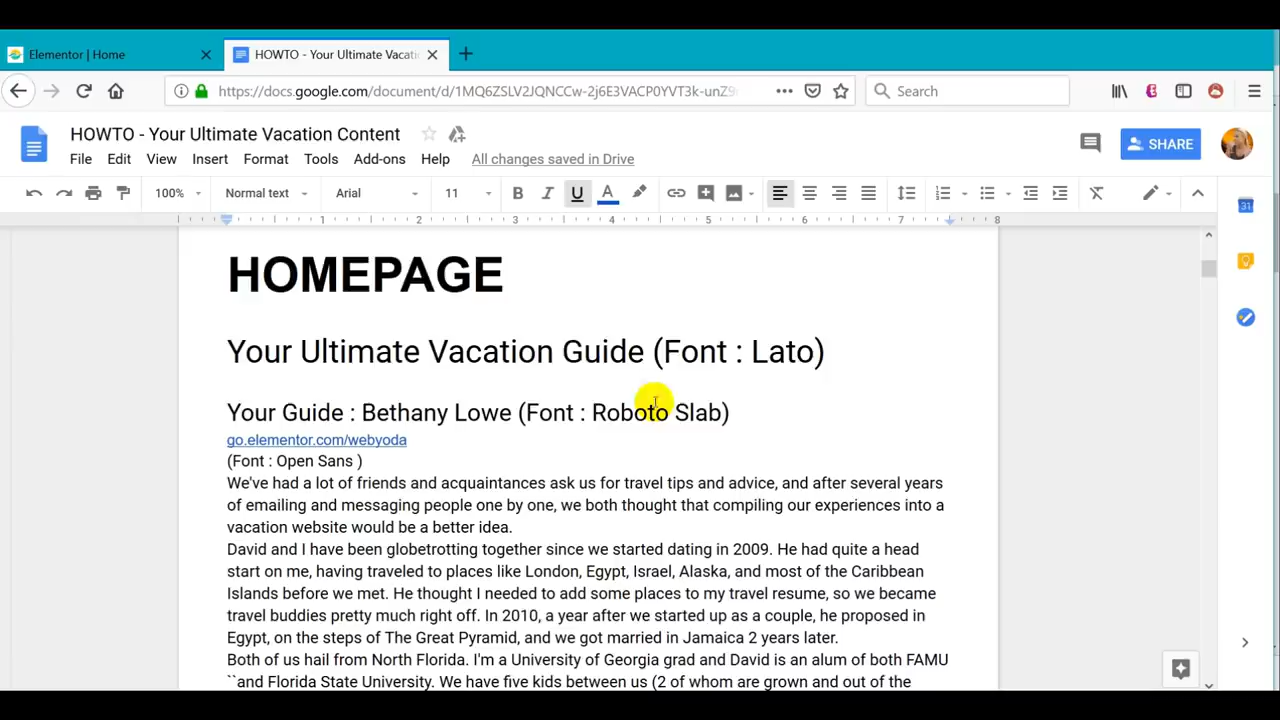 Elementor | Home
HOWTO - Your Ultimate Vacati
https://docs.google.com/document/d/1MQ6ZSLV2JQNCCw-2j6E3VACP0YVT3k-unZ9
Search
HOWTO - Your Ultimate Vacation Content
SHARE
File Edit View Insert Format Tools Add-ons Help All changes saved in Drive
100% Normal text Arial 11 B I U A
1 2 3 4 5 6 7 8
31
HOMEPAGE
Your Ultimate Vacation Guide (Font : Lato)
Your Guide : Bethany Lowe (Font : Roboto Slab)
go.elementor.com/webyoda
(Font : Open Sans )
We've had a lot of friends and acquaintances ask us for travel tips and advice, and after several years
of emailing and messaging people one by one, we both thought that compiling our experiences into a
vacation website would be a better idea.
David and I have been globetrotting together since we started dating in 2009. He had quite a head
start on me, having traveled to places like London, Egypt, Israel, Alaska, and most of the Caribbean
Islands before we met. He thought I needed to add some places to my travel resume, so we became
travel buddies pretty much right off. In 2010, a year after we started up as a couple, he proposed in
Egypt, on the steps of The Great Pyramid, and we got married in Jamaica 2 years later.
Both of us hail from North Florida. I'm a University of Georgia grad and David is an alum of both FAMU
``and Florida State University. We have five kids between us (2 of whom are grown and out of the